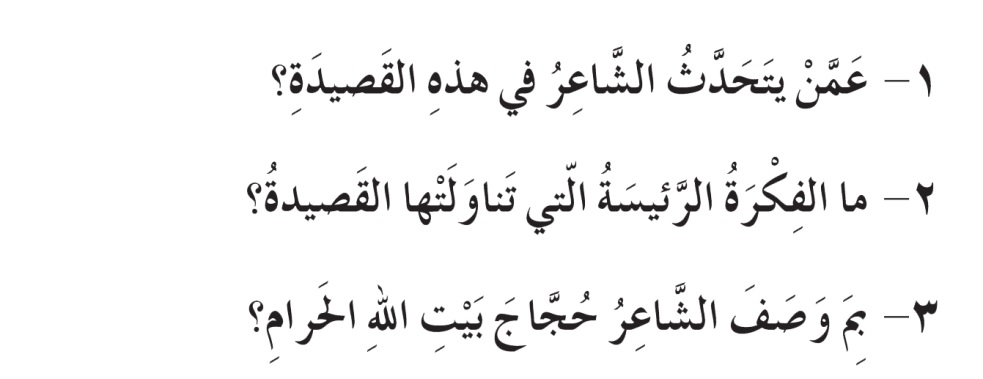 ١– عَمَّنْ يتَحَدَّثُ الشَّاعِرُ في هذهِ القَصيدَةِ؟
٢– ما الفِكْرَةُ الرَّئيسَةُ الّتي تَناوَلَتْها القَصيدةُ؟
٣– بِمَ وَصَفَ الشَّاعِرُ حُجَّاجَ بَيْتِ اللهِ الحَرامِ؟